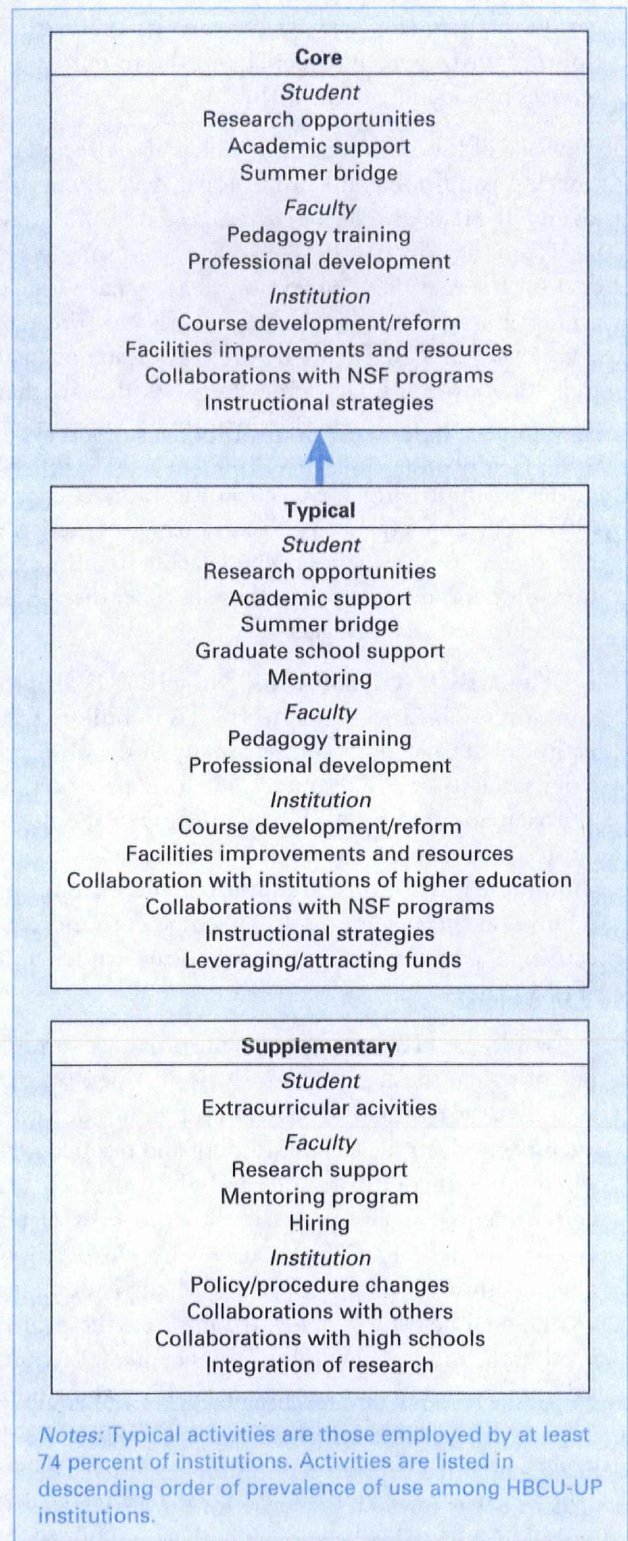 Core
Student
Research opportunities
Academic support
Summer bridge
Faculty
Pedagogy training
Professional development
Institution
Course development/reform
Facilities improvements and resources
Collaborations with NSF programs
Instructional strategies
Typical
Student
Research opportunities
Academic support
Summer bridge
Graduate school support
Mentoring
Faculty
Pedagogy training
Professional development
Institution
Course development/reform
Facilities improvements and resources
Collaboration with institutions of higher education
Collaborations with NSF programs
Instructional strategies
Leveraging/attracting funds
Supplementary
Student
Extracurricular acivities
Faculty
Research support
Mentoring program
Hiring
Institution
Policy/procedure changes
Collaborations with others
Collaborations with high schools
Integration of research
Notes: Typical activities are those employed by at least
74 percent of institutions. Activities are listed in
descending order of prevalence of use among HBCU-UP
institutions.